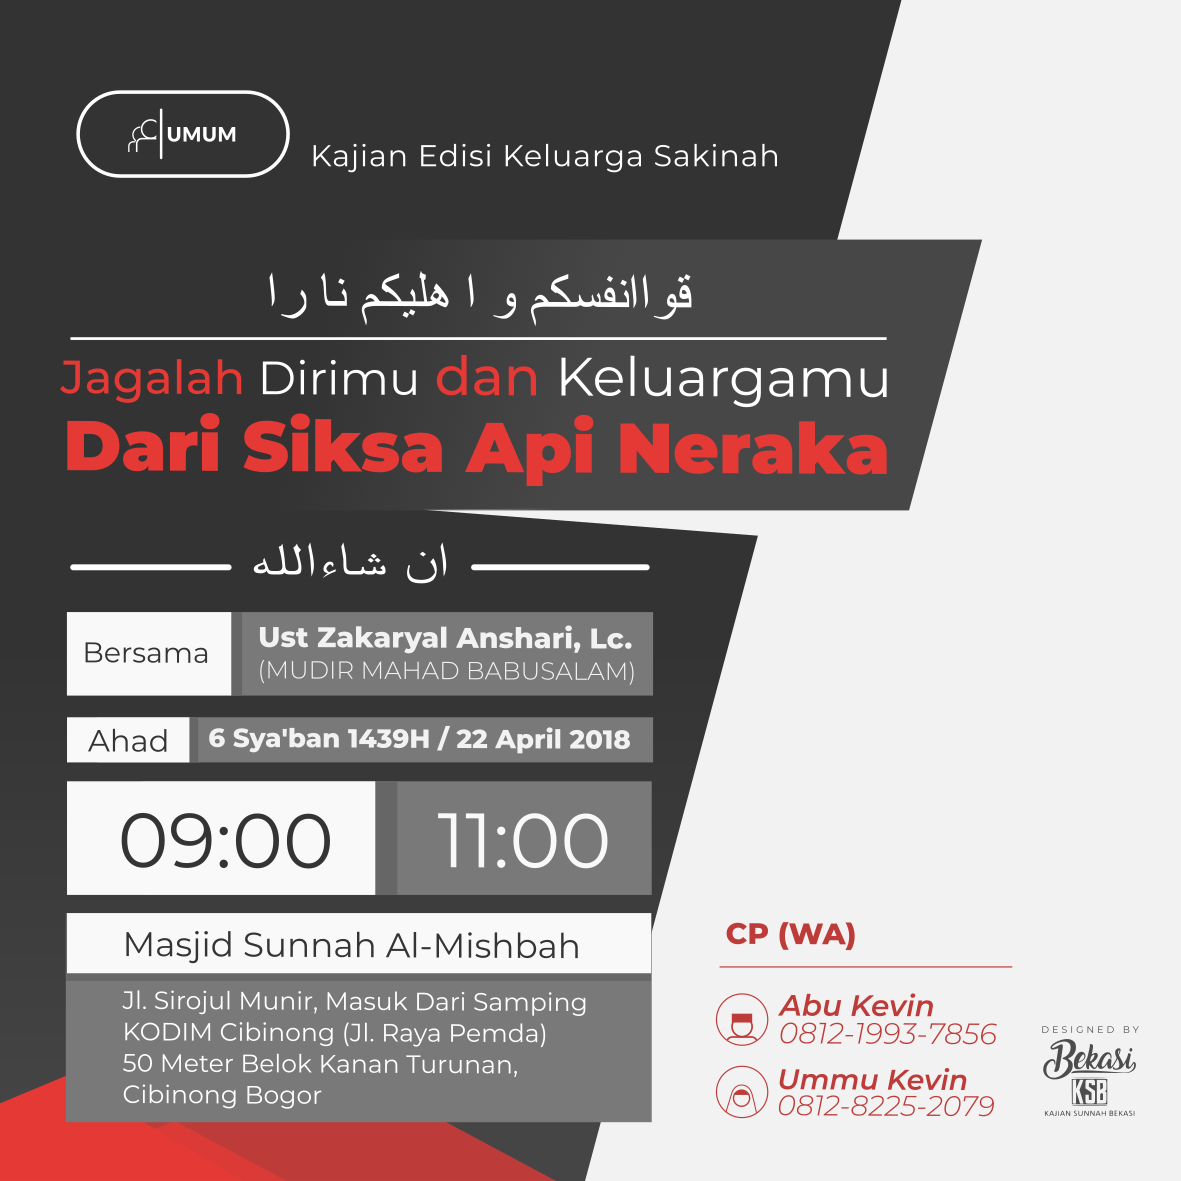 UMUM
Kajian Edisi Keluarga Sakinah
قواانفسكم و ا هليكم نا را
Jagalah Dirimu dan Keluargamu
Dari Siksa Api Neraka
ان شاءالله
Bersama
Ust Zakaryal Anshari, Lc.
(MUDIR MAHAD BABUSALAM)
Ahad
6 Sya'ban 1439H / 22 April 2018
09:00
11:00
Masjid Sunnah Al-Mishbah
Jl. Sirojul Munir, Masuk Dari Samping
KODIM Cibinong (Jl. Raya Pemda)
50 Meter Belok Kanan Turunan,
Cibinong Bogor
CP (WA)
Abu Kevin
0812-1993-7856
Ummu Kevin
0812-8225-2079
DESIGNED BY
Bekasi
KSB
KAJIAN SUNNAH BEKASI